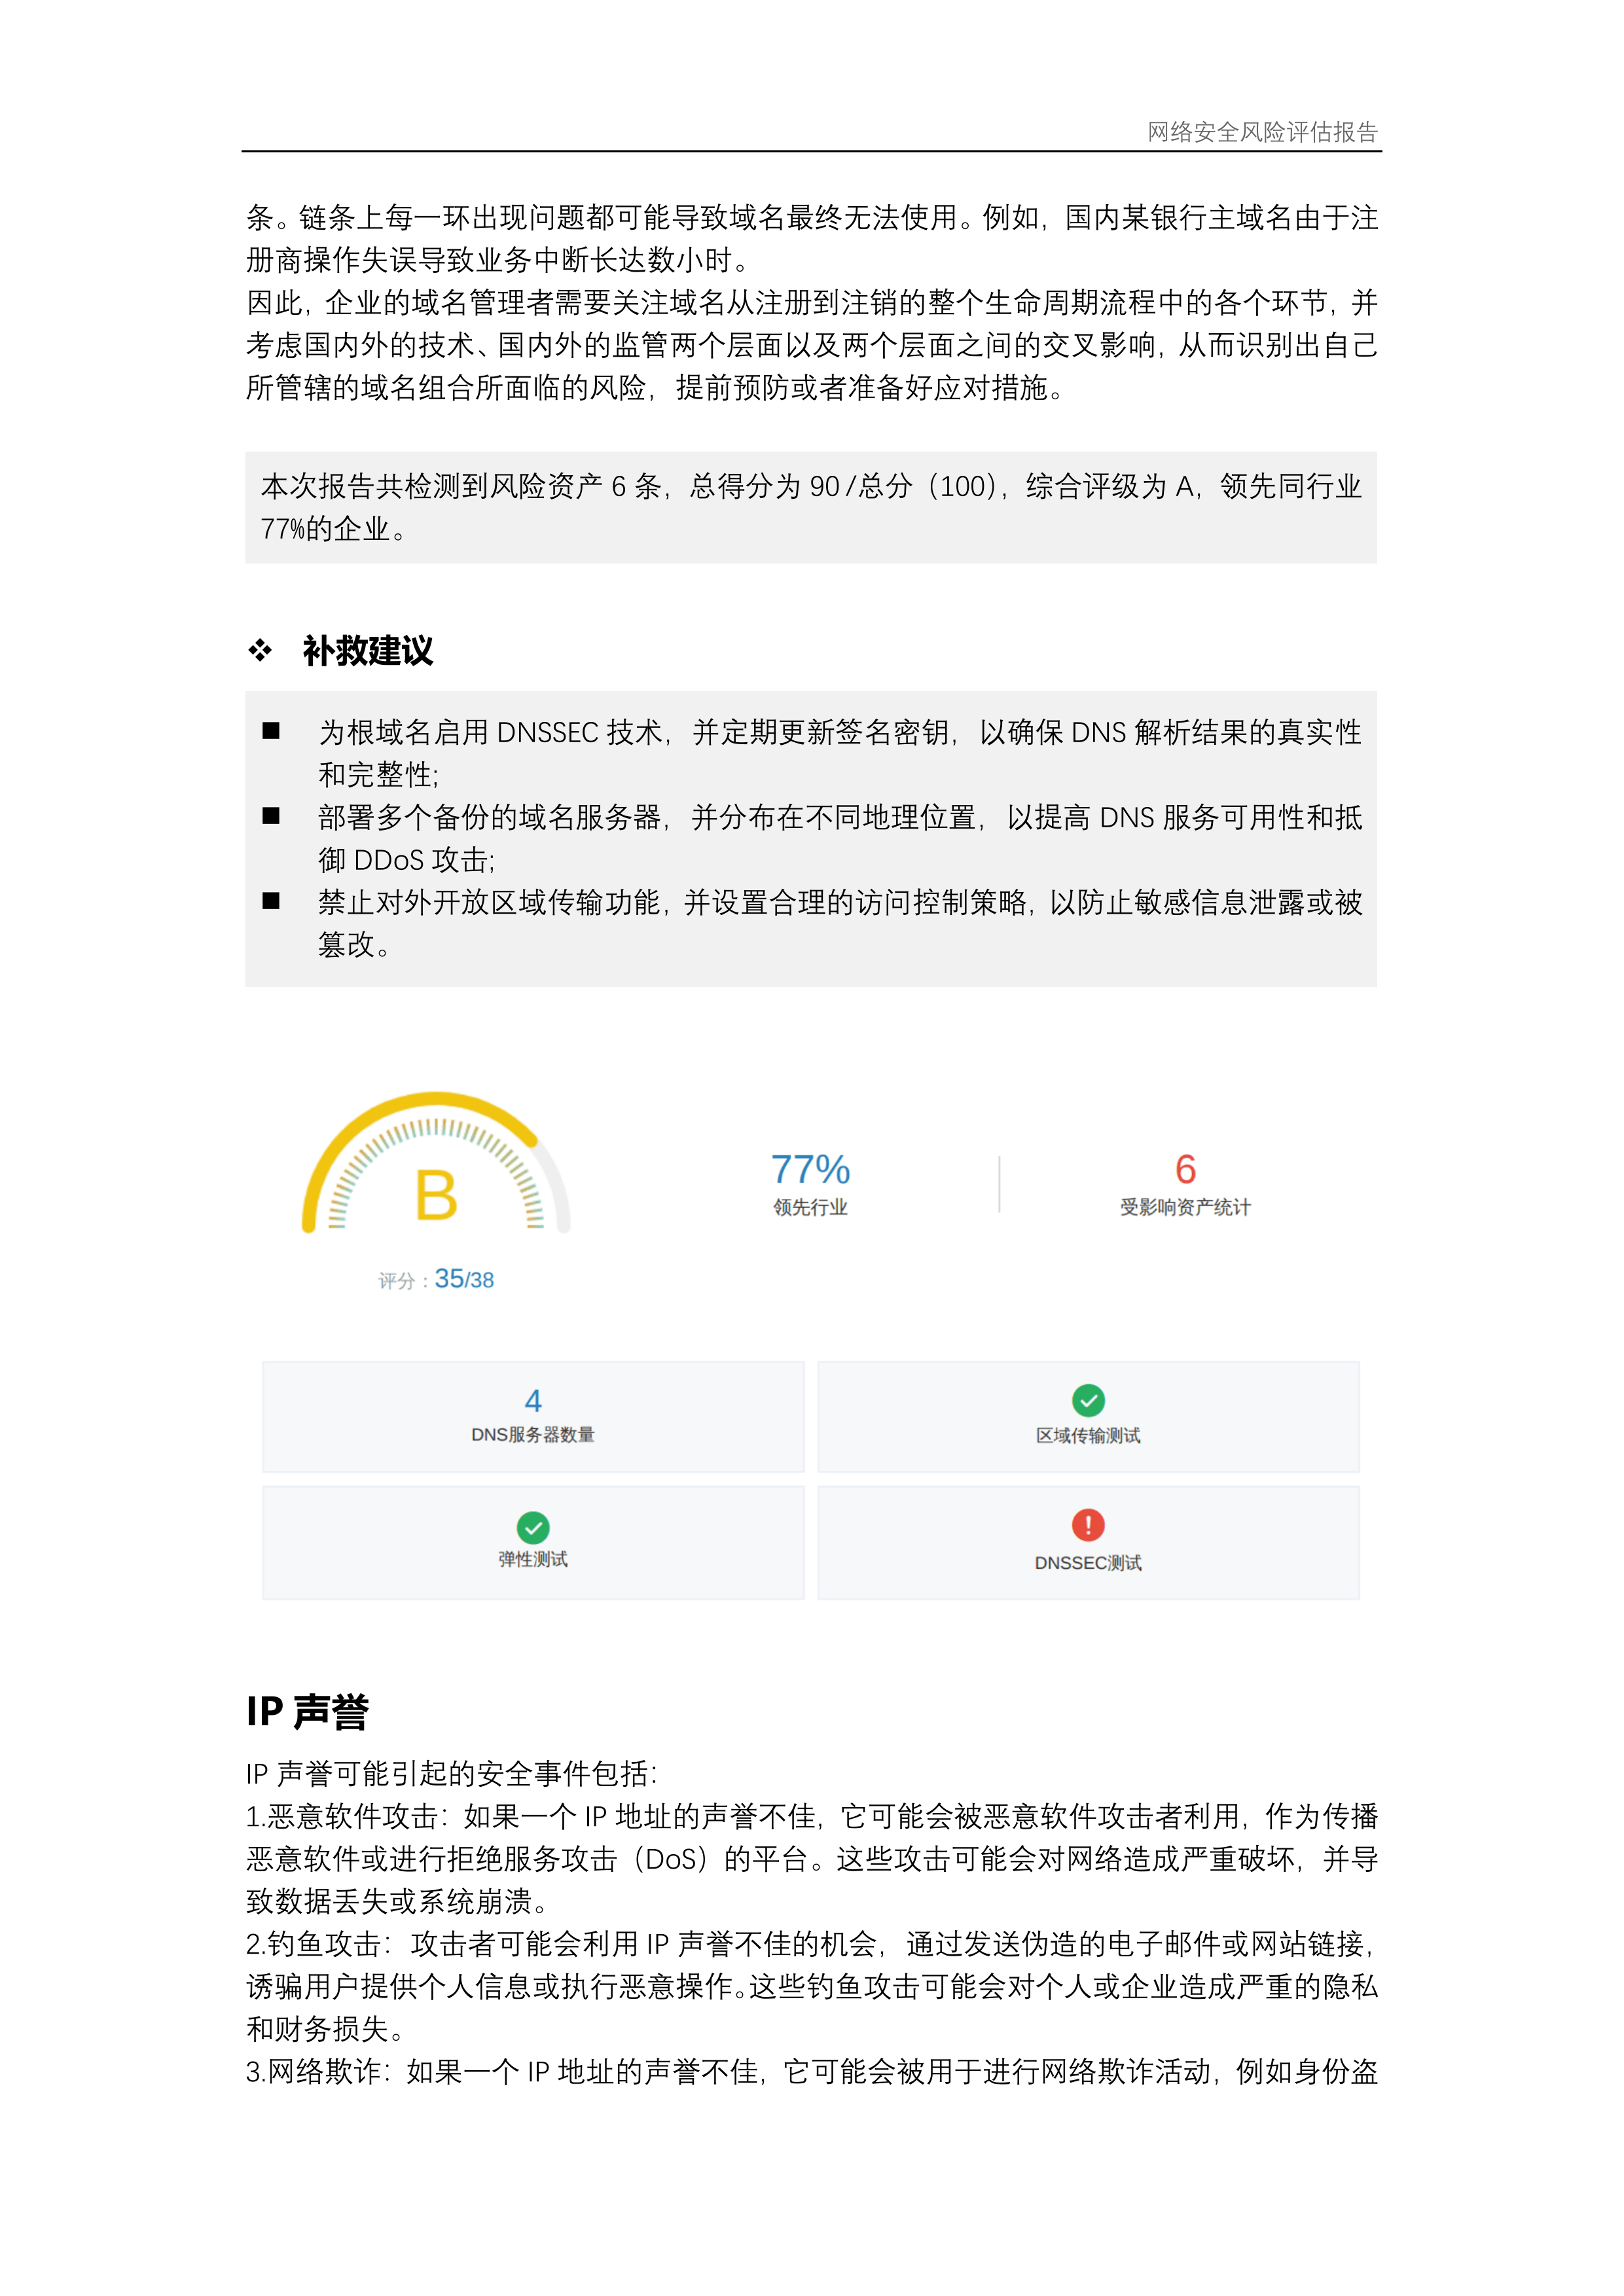 网络安全风险评估报告
条。链条上每一环出现问题都可能导致域名最终无法使用。例如，国内某银行主域名由于注
册商操作失误导致业务中断长达数小时。
因此，企业的域名管理者需要关注域名从注册到注销的整个生命周期流程中的各个环节，并
考虑国内外的技术、国内外的监管两个层面以及两个层面之间的交叉影响，从而识别出自己
所管辖的域名组合所面临的风险，提前预防或者准备好应对措施。
本次报告共检测到风险资产 6 条，总得分为 90 /总分（100），综合评级为 A，领先同行业
77%的企业。
❖ 补救建议
■ 为根域名启用 DNSSEC 技术，并定期更新签名密钥，以确保 DNS 解析结果的真实性
和完整性;
■ 部署多个备份的域名服务器，并分布在不同地理位置，以提高 DNS 服务可用性和抵
御 DDoS 攻击;
■ 禁止对外开放区域传输功能，并设置合理的访问控制策略，以防止敏感信息泄露或被
篡改。
B
评分：35/38
77%
领先行业
6
受影响资产统计
4
DNS服务器数量
区域传输测试
弹性测试
DNSSEC测试
IP 声誉
IP 声誉可能引起的安全事件包括：
1.恶意软件攻击：如果一个 IP 地址的声誉不佳，它可能会被恶意软件攻击者利用，作为传播
恶意软件或进行拒绝服务攻击（DoS）的平台。这些攻击可能会对网络造成严重破坏，并导
致数据丢失或系统崩溃。
2.钓鱼攻击：攻击者可能会利用 IP 声誉不佳的机会，通过发送伪造的电子邮件或网站链接，
诱骗用户提供个人信息或执行恶意操作。这些钓鱼攻击可能会对个人或企业造成严重的隐私
和财务损失。
3.网络欺诈：如果一个 IP 地址的声誉不佳，它可能会被用于进行网络欺诈活动，例如身份盗